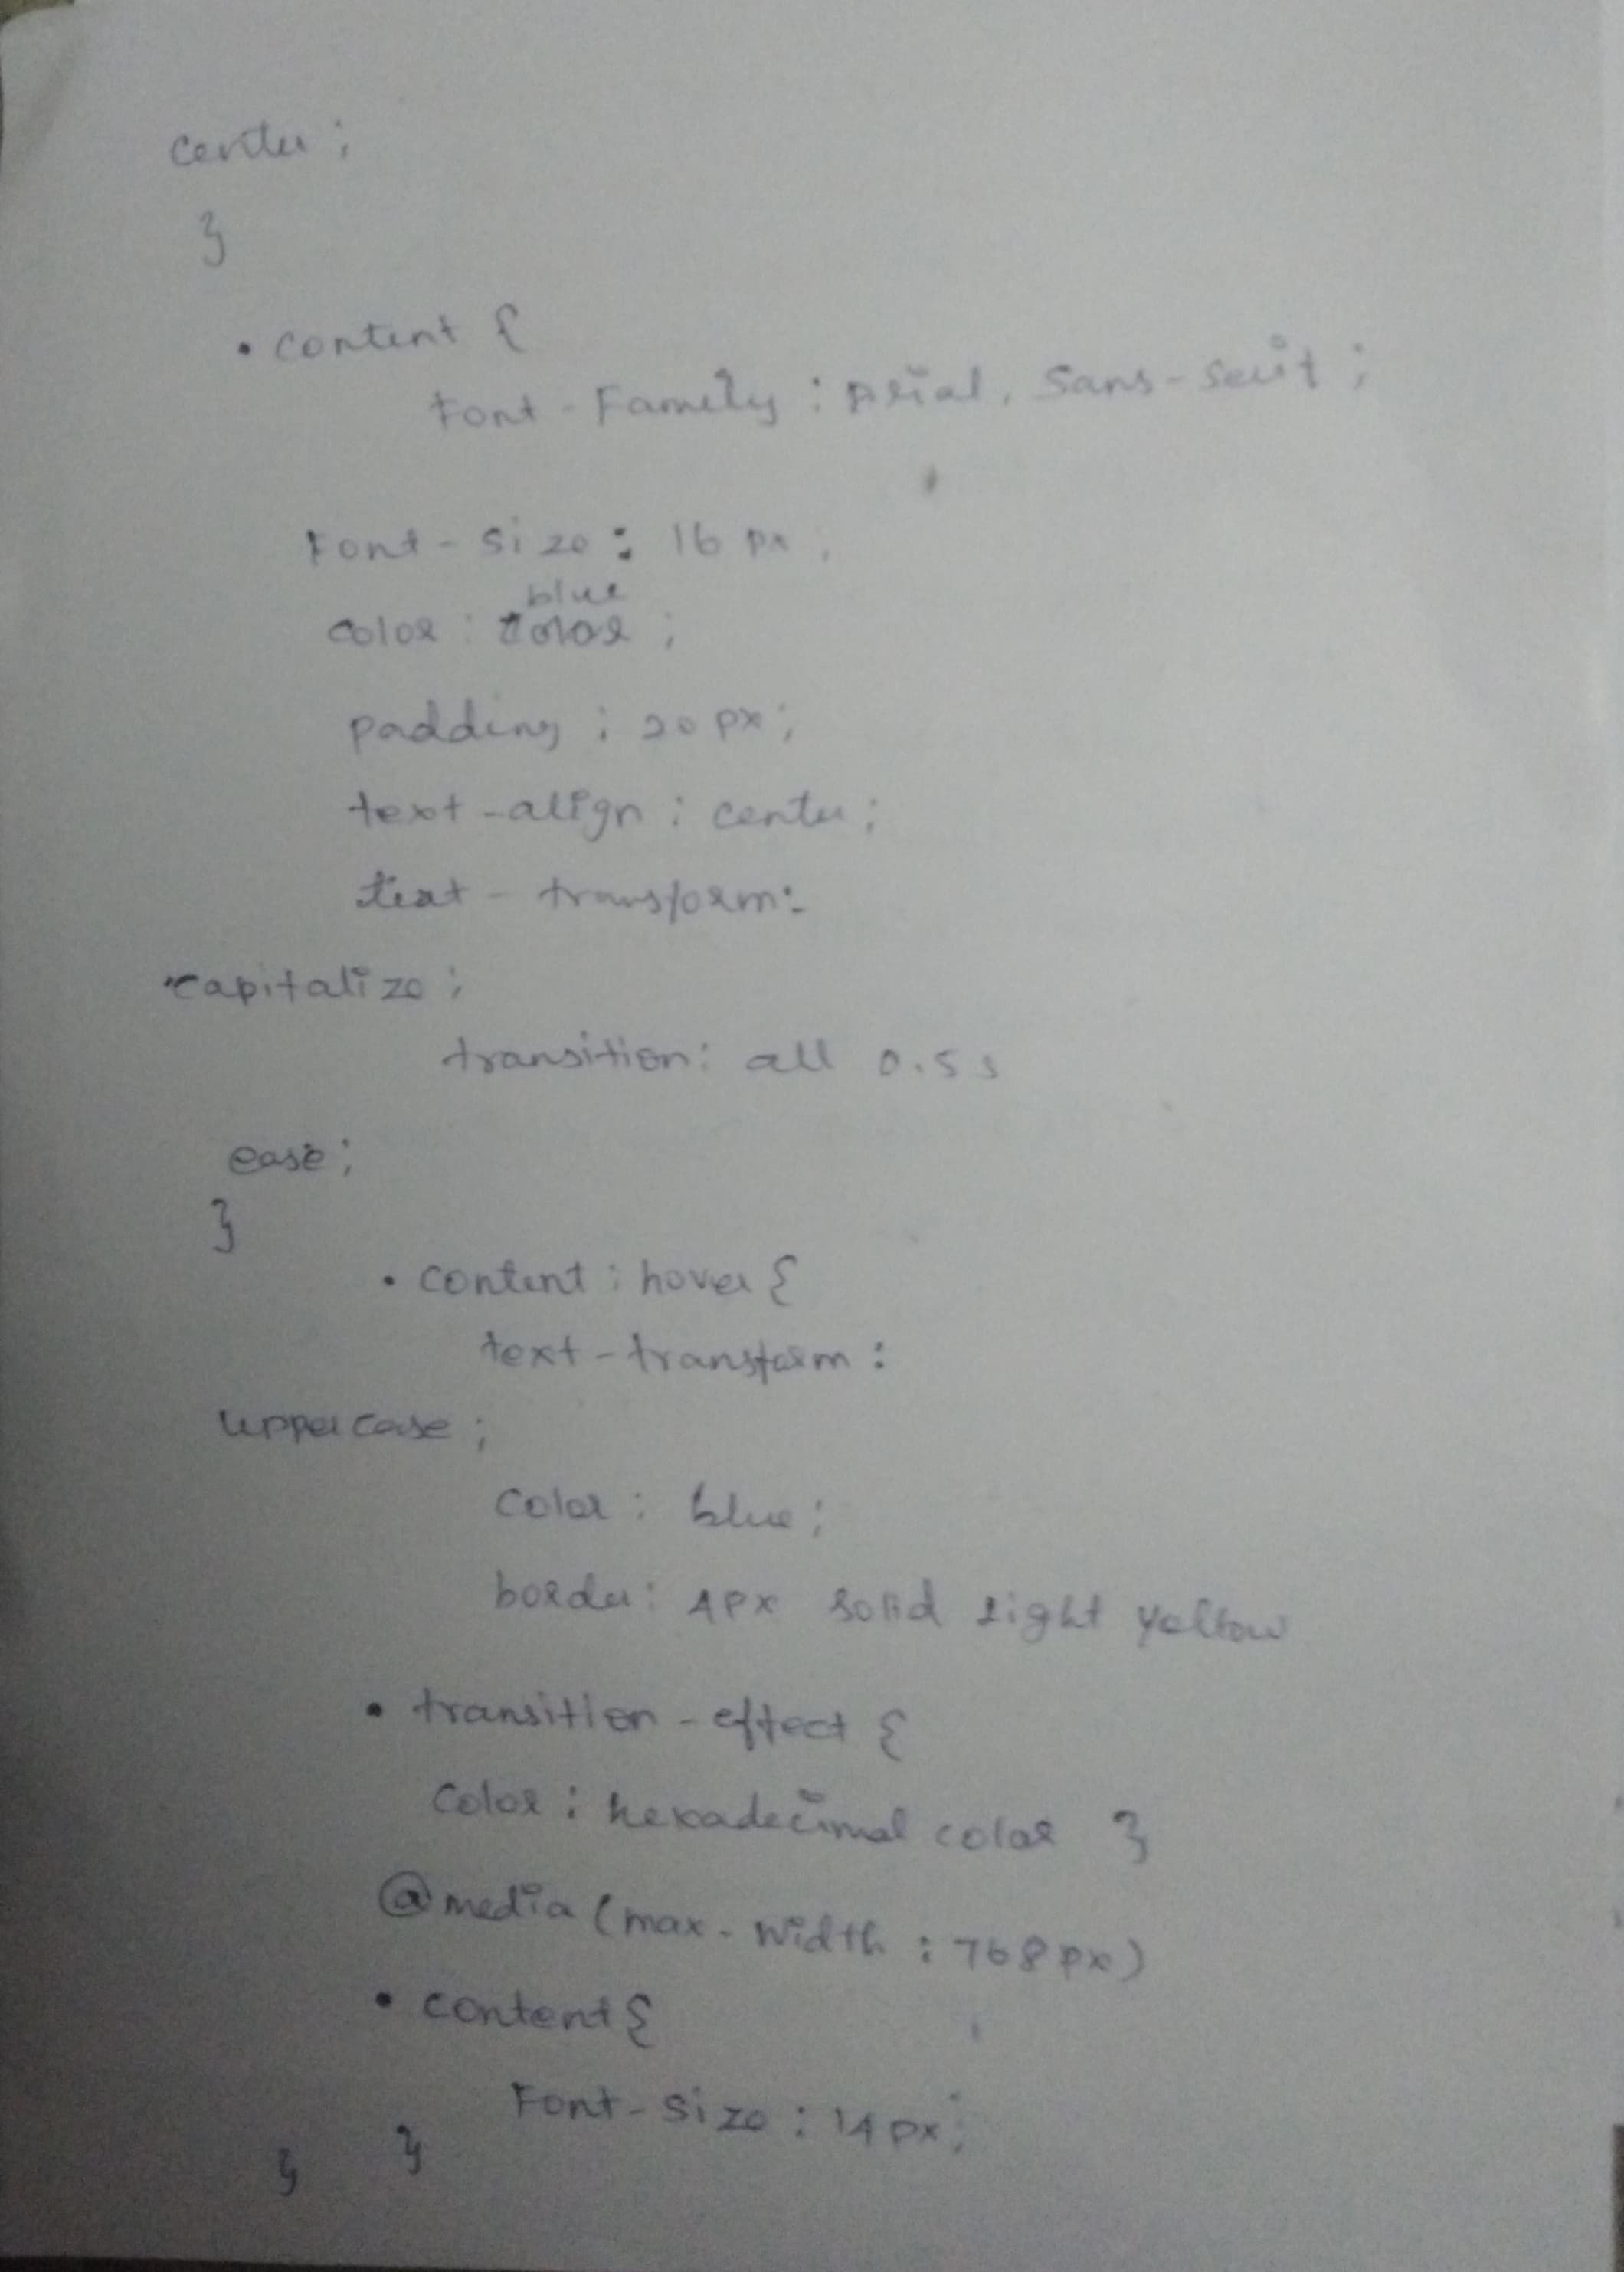 center;
}
.content {
Font-Family : Arial, Sans-serif;
Font-size : 16 px.
blue
color : color ;
padding : 20 px;
text-align : center;
text-transform:
capitalize;
transition: all 0.5s
ease;
}
.content : hover {
text-transform :
uppercase ;
color : blue ;
border: 4px solid light yellow
.transition-effect {
color : hexadecimal color }
@media (max-width : 768px)
.content {
Font-size : 14px;
} }